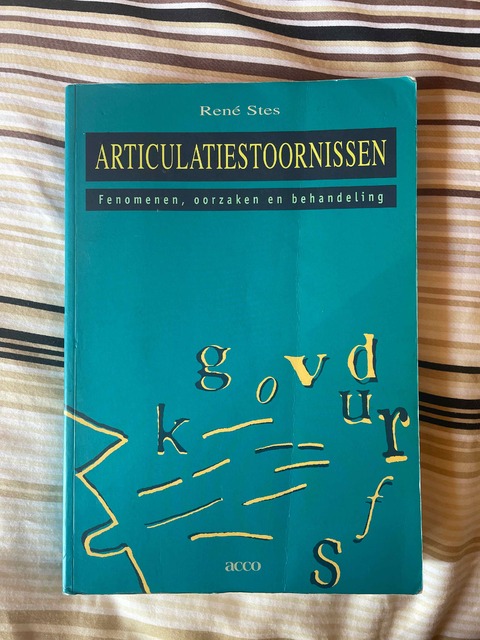 René Stes
ARTICULATIESTOORNISSEN
Fenomenen, oorzaken en behandeling
g o v d
k u r
f
s
acco